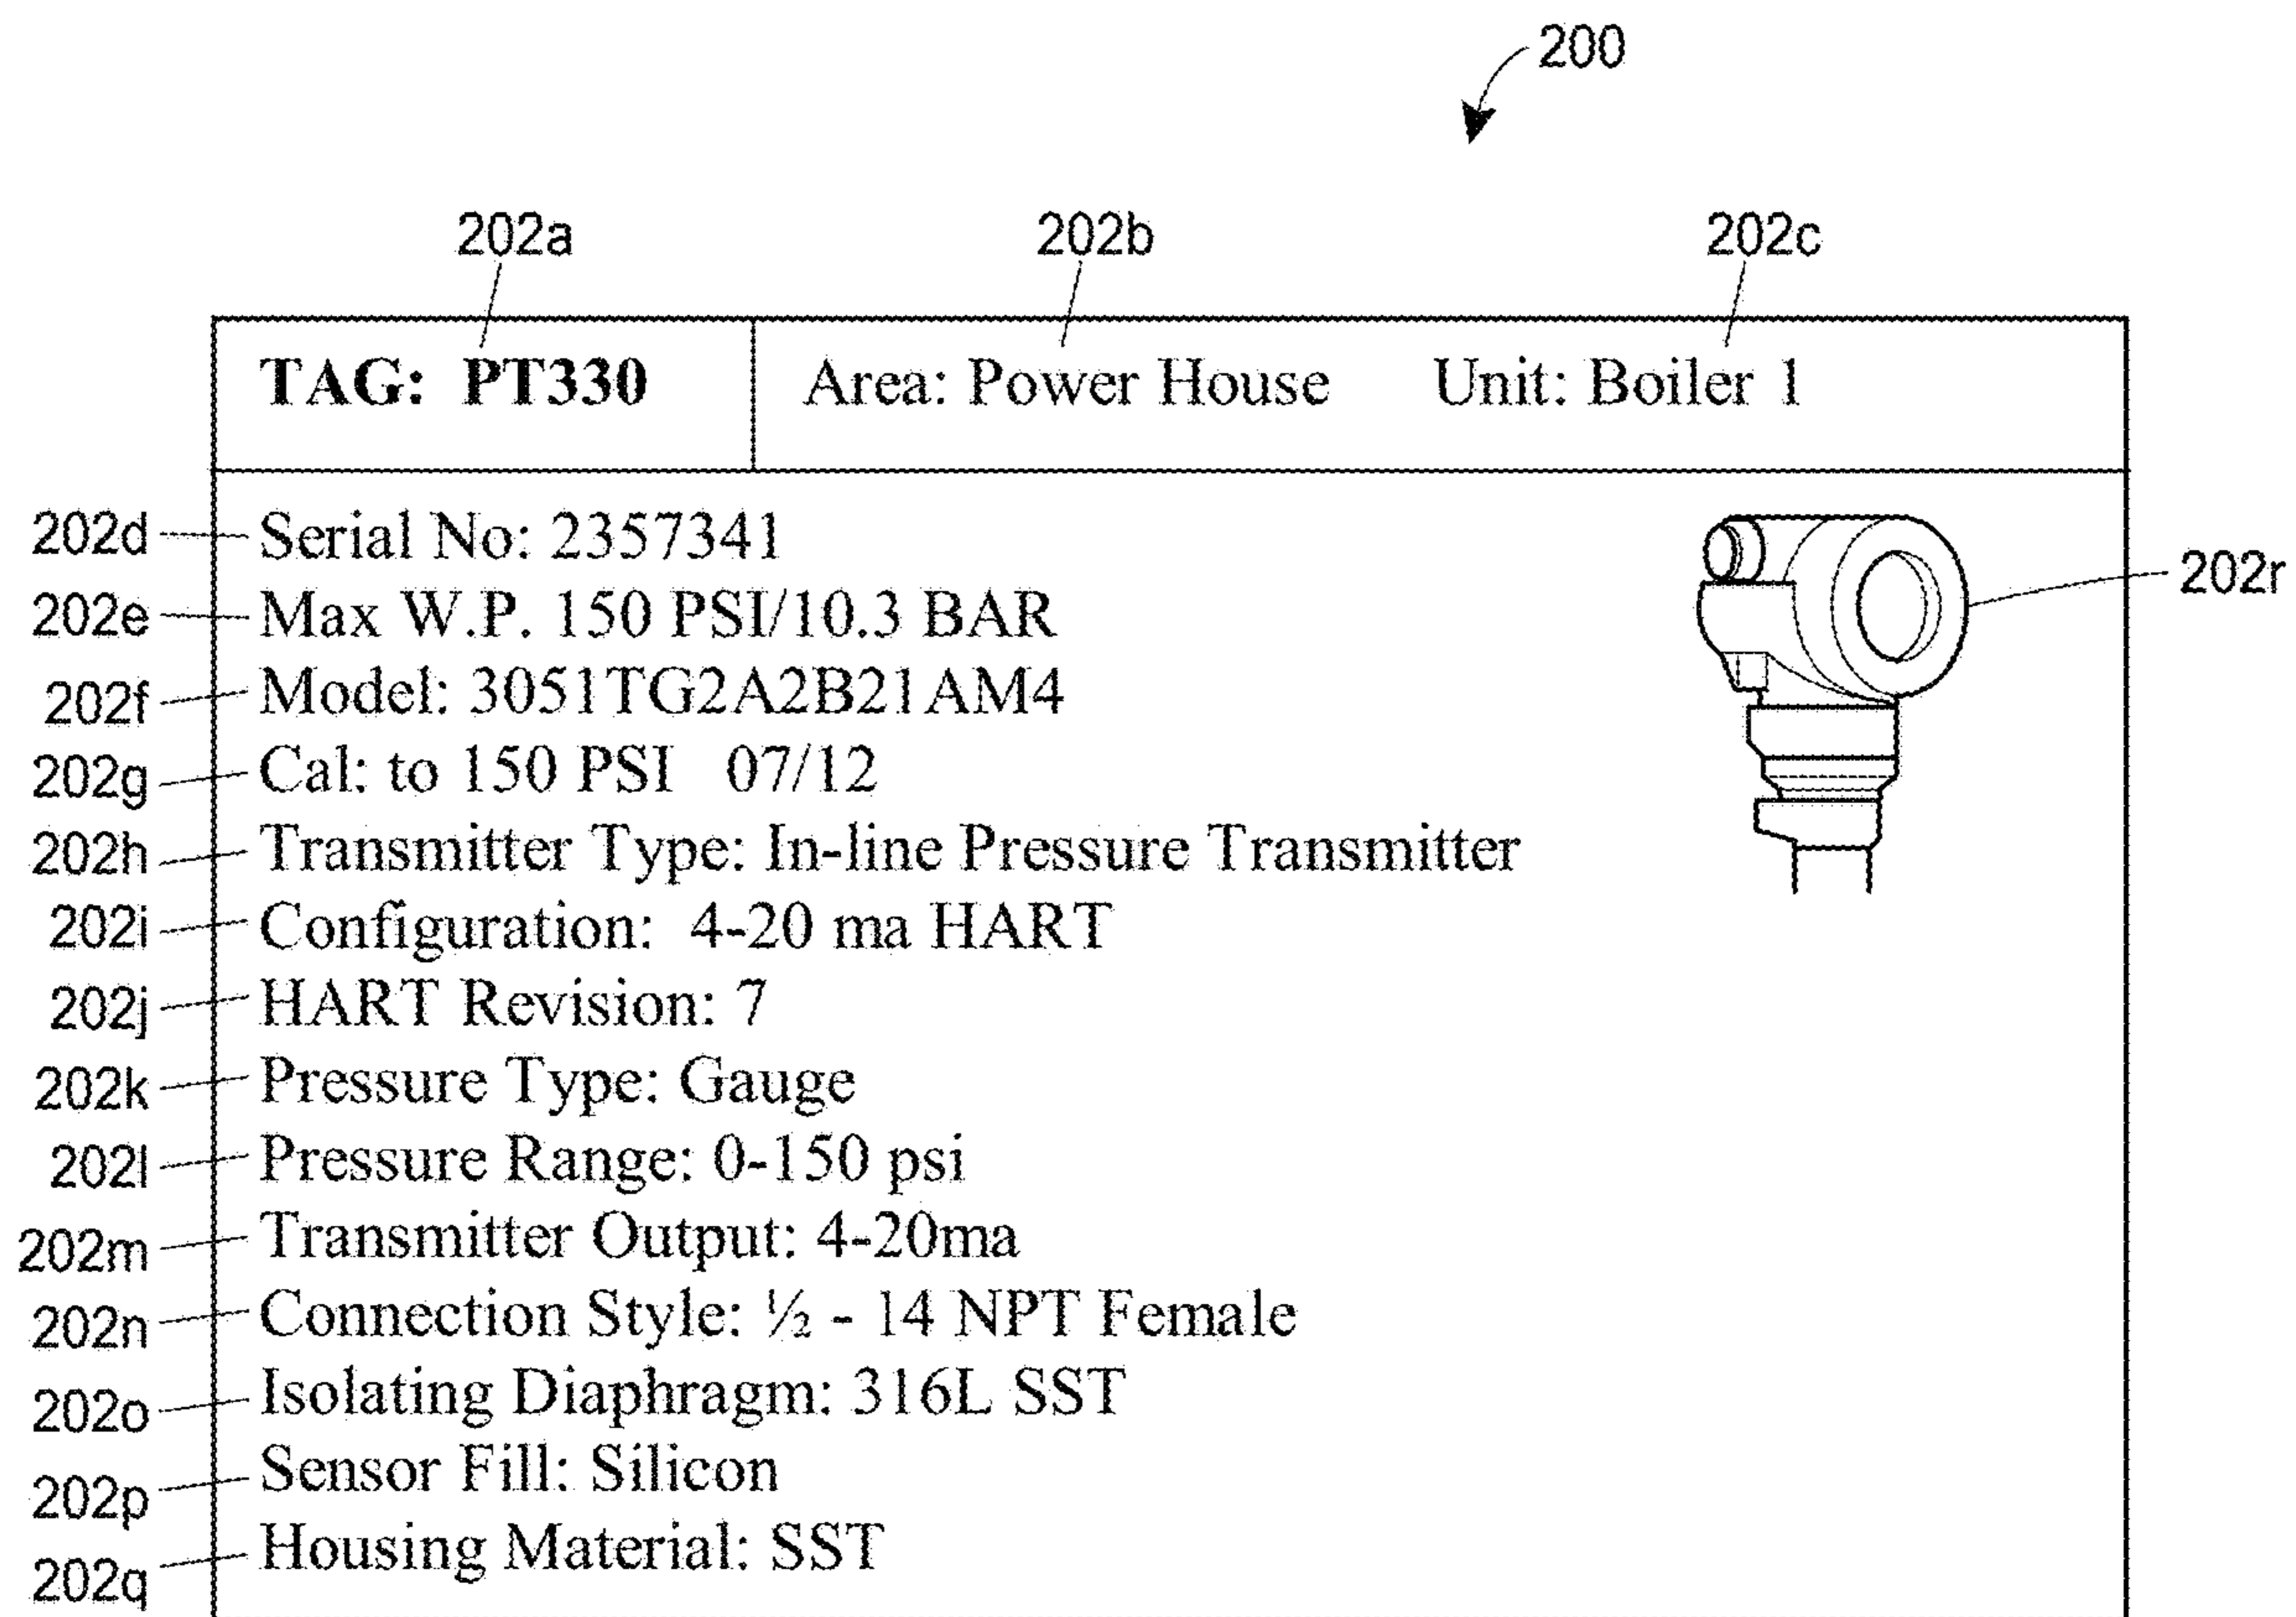 200
202a 202b 202c
TAG: PT330 Area: Power House Unit: Boiler 1
202d Serial No: 2357341
202r
202e Max W.P. 150 PSI/10.3 BAR
202f Model: 3051TG2A2B21AM4
202g Cal: to 150 PSI 07/12
202h Transmitter Type: In-line Pressure Transmitter
202i Configuration: 4-20 ma HART
202j HART Revision: 7
202k Pressure Type: Gauge
202l Pressure Range: 0-150 psi
202m Transmitter Output: 4-20ma
202n Connection Style: ½ - 14 NPT Female
202o Isolating Diaphragm: 316L SST
202p Sensor Fill: Silicon
202q Housing Material: SST